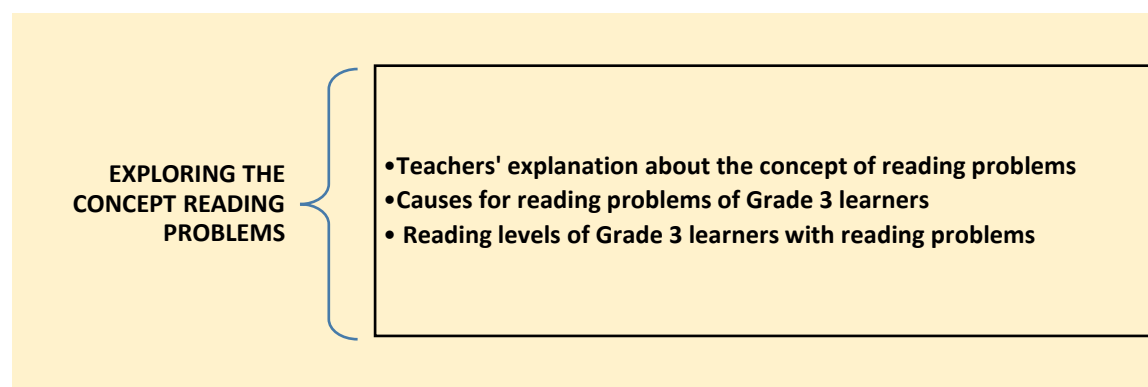 EXPLORING THE
CONCEPT READING
PROBLEMS
•Teachers' explanation about the concept of reading problems
•Causes for reading problems of Grade 3 learners
• Reading levels of Grade 3 learners with reading problems